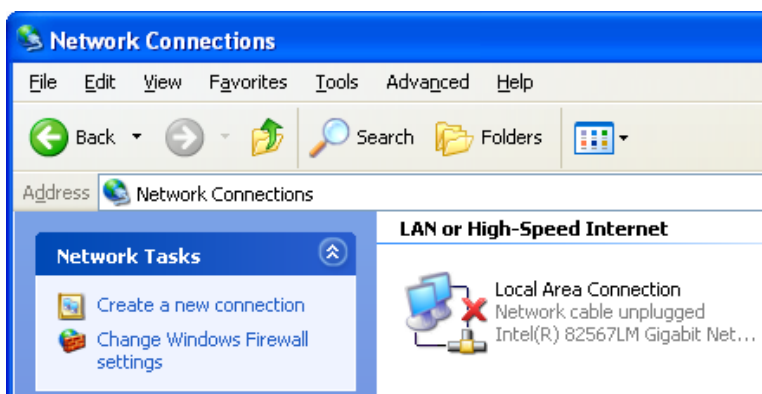 Network Connections
File Edit View Favorites Tools Advanced Help
Back Search Folders
Address Network Connections
LAN or High-Speed Internet
Network Tasks
Local Area Connection
Network cable unplugged
Intel(R) 82567LM Gigabit Net...
Create a new connection
Change Windows Firewall
settings